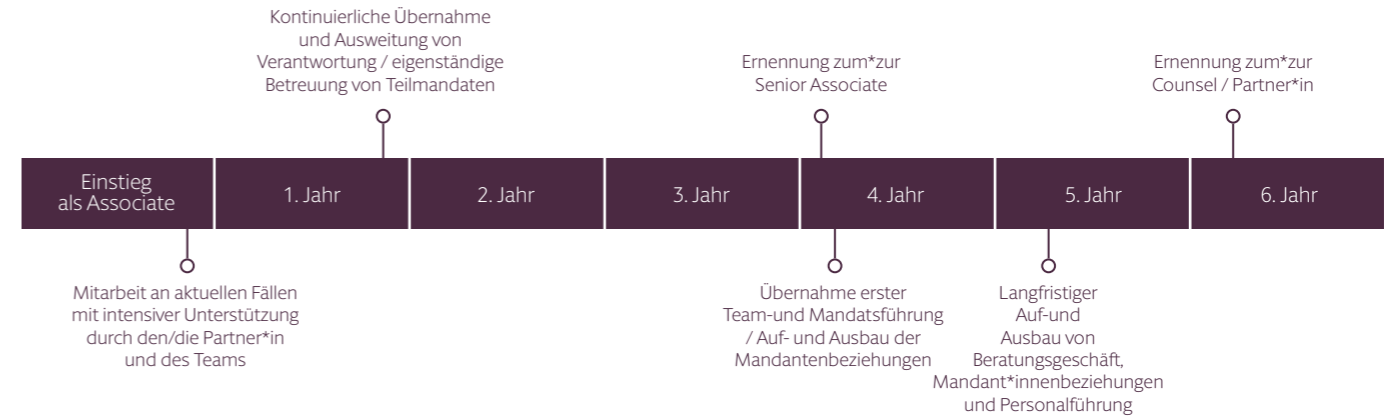 Kontinuierliche Übernahme
und Ausweitung von
Verantwortung / eigenständige
Betreuung von Teilmandaten
Ernennung zum*zur
Senior Associate
Ernennung zum*zur
Counsel / Partner*in
Einstieg
als Associate
1. Jahr
2. Jahr
3. Jahr
4. Jahr
5. Jahr
6. Jahr
Mitarbeit an aktuellen Fällen
mit intensiver Unterstützung
durch den/die Partner*in
und des Teams
Übernahme erster
Team-und Mandatsführung
/ Auf- und Ausbau der
Mandantenbeziehungen
Langfristiger
Auf-und
Ausbau von
Beratungsgeschäft,
Mandant*innenbeziehungen
und Personalführung